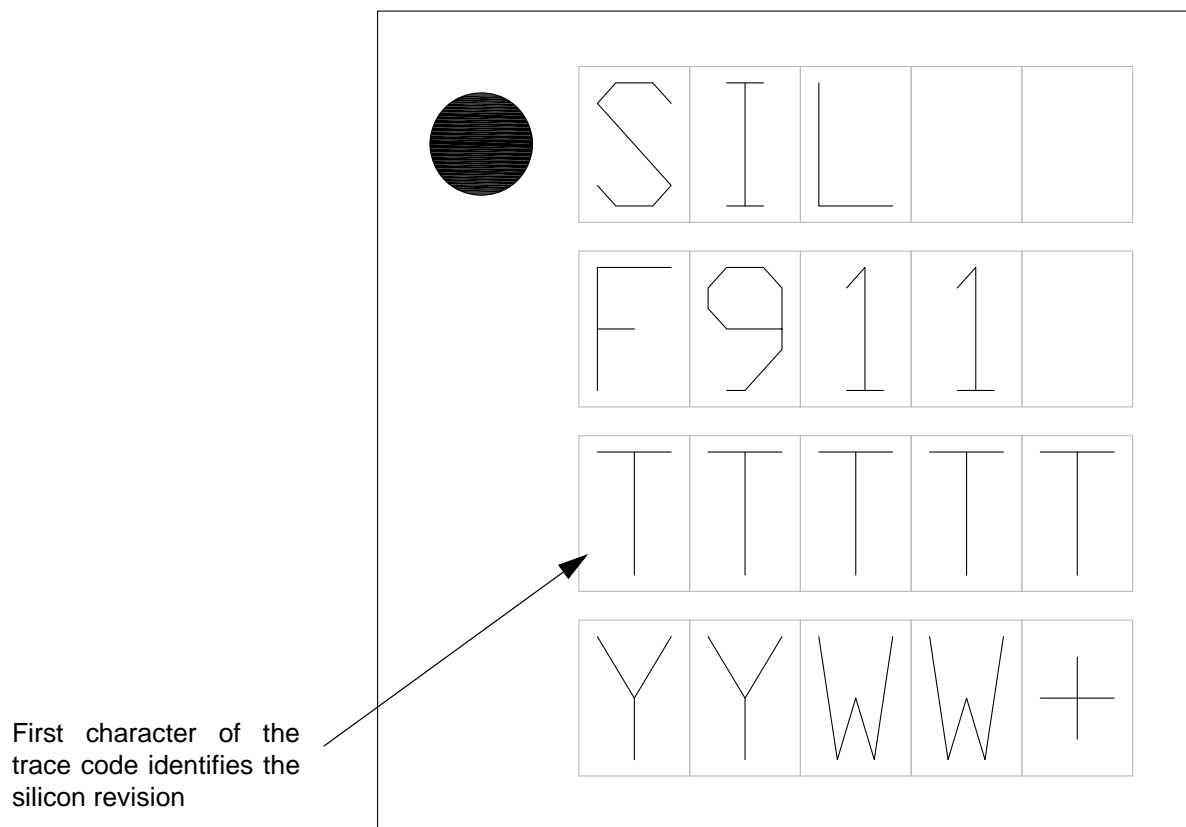 SIL
F911
TTTTT
YYWW+
First character of the
trace code identifies the
silicon revision